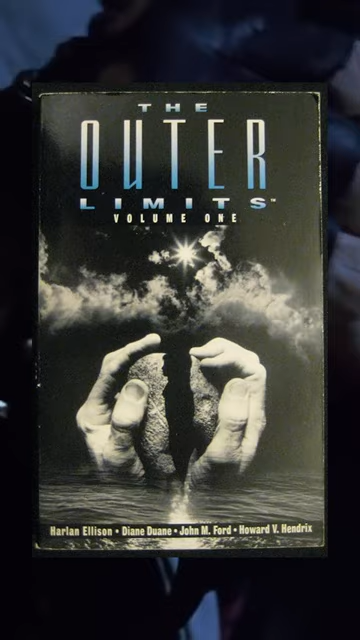 THE
OUTER
LIMITS™
VOLUME ONE
Harlan Ellison • Diane Duane • John M. Ford • Howard V. Hendrix